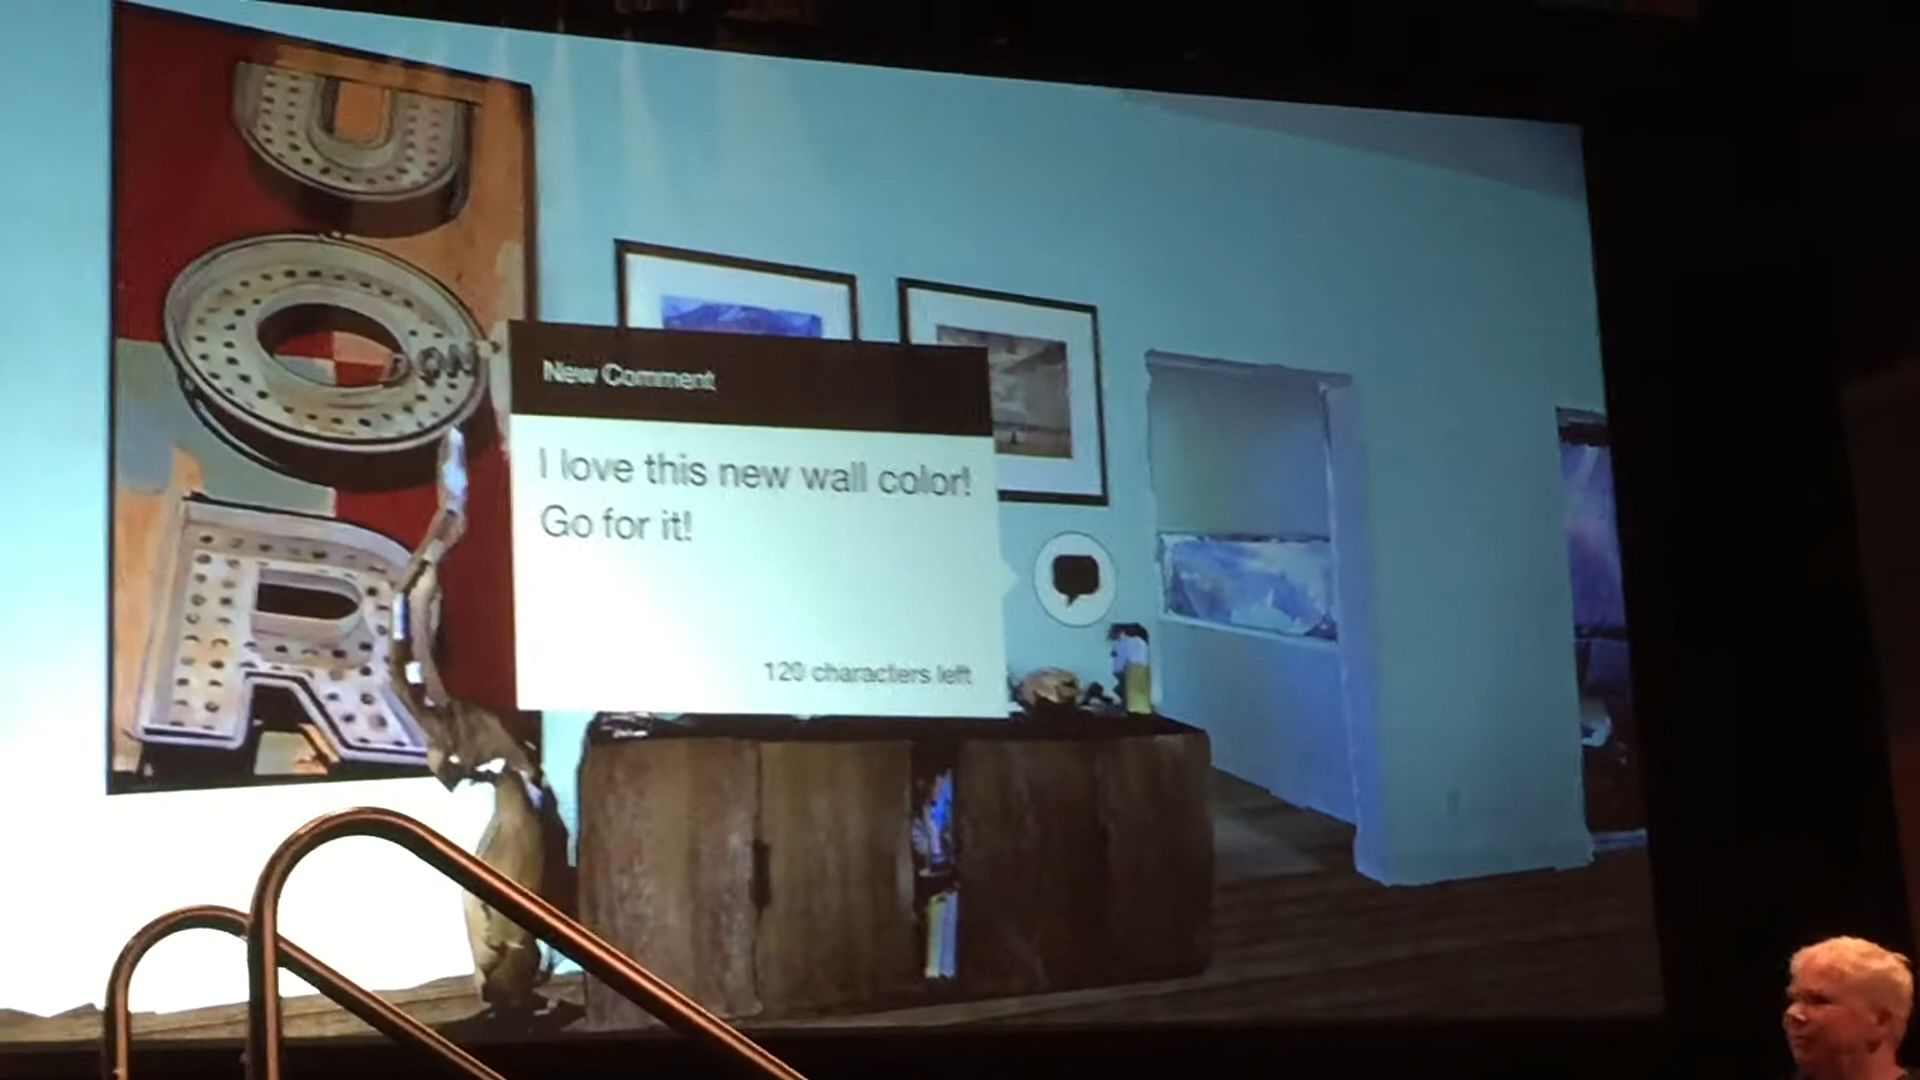 D
O
R
New Comment
I love this new wall color!
Go for it!
120 characters left